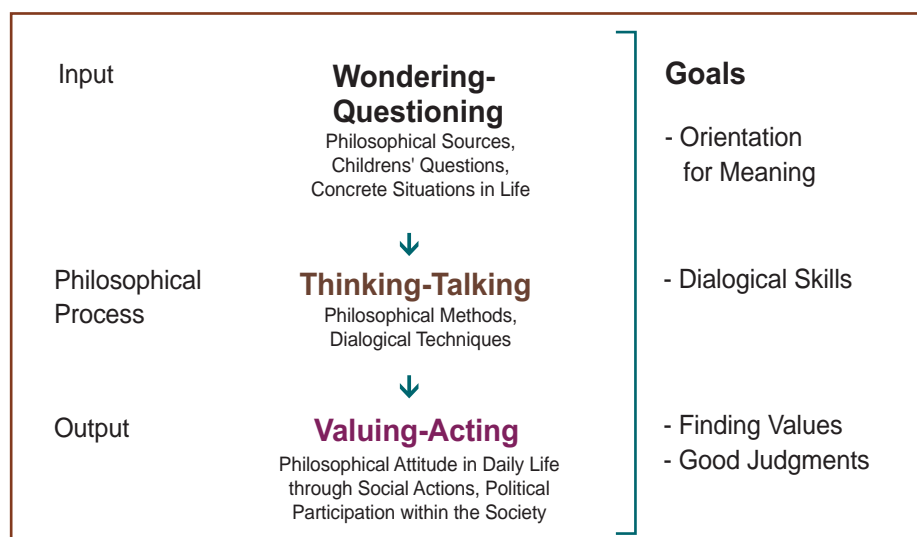 Input
Wondering-
Questioning
Philosophical Sources,
Childrens' Questions,
Concrete Situations in Life
Philosophical
Process
Thinking-Talking
Philosophical Methods,
Dialogical Techniques
Output
Valuing-Acting
Philosophical Attitude in Daily Life
through Social Actions, Political
Participation within the Society
Goals
- Orientation
for Meaning
- Dialogical Skills
- Finding Values
- Good Judgments